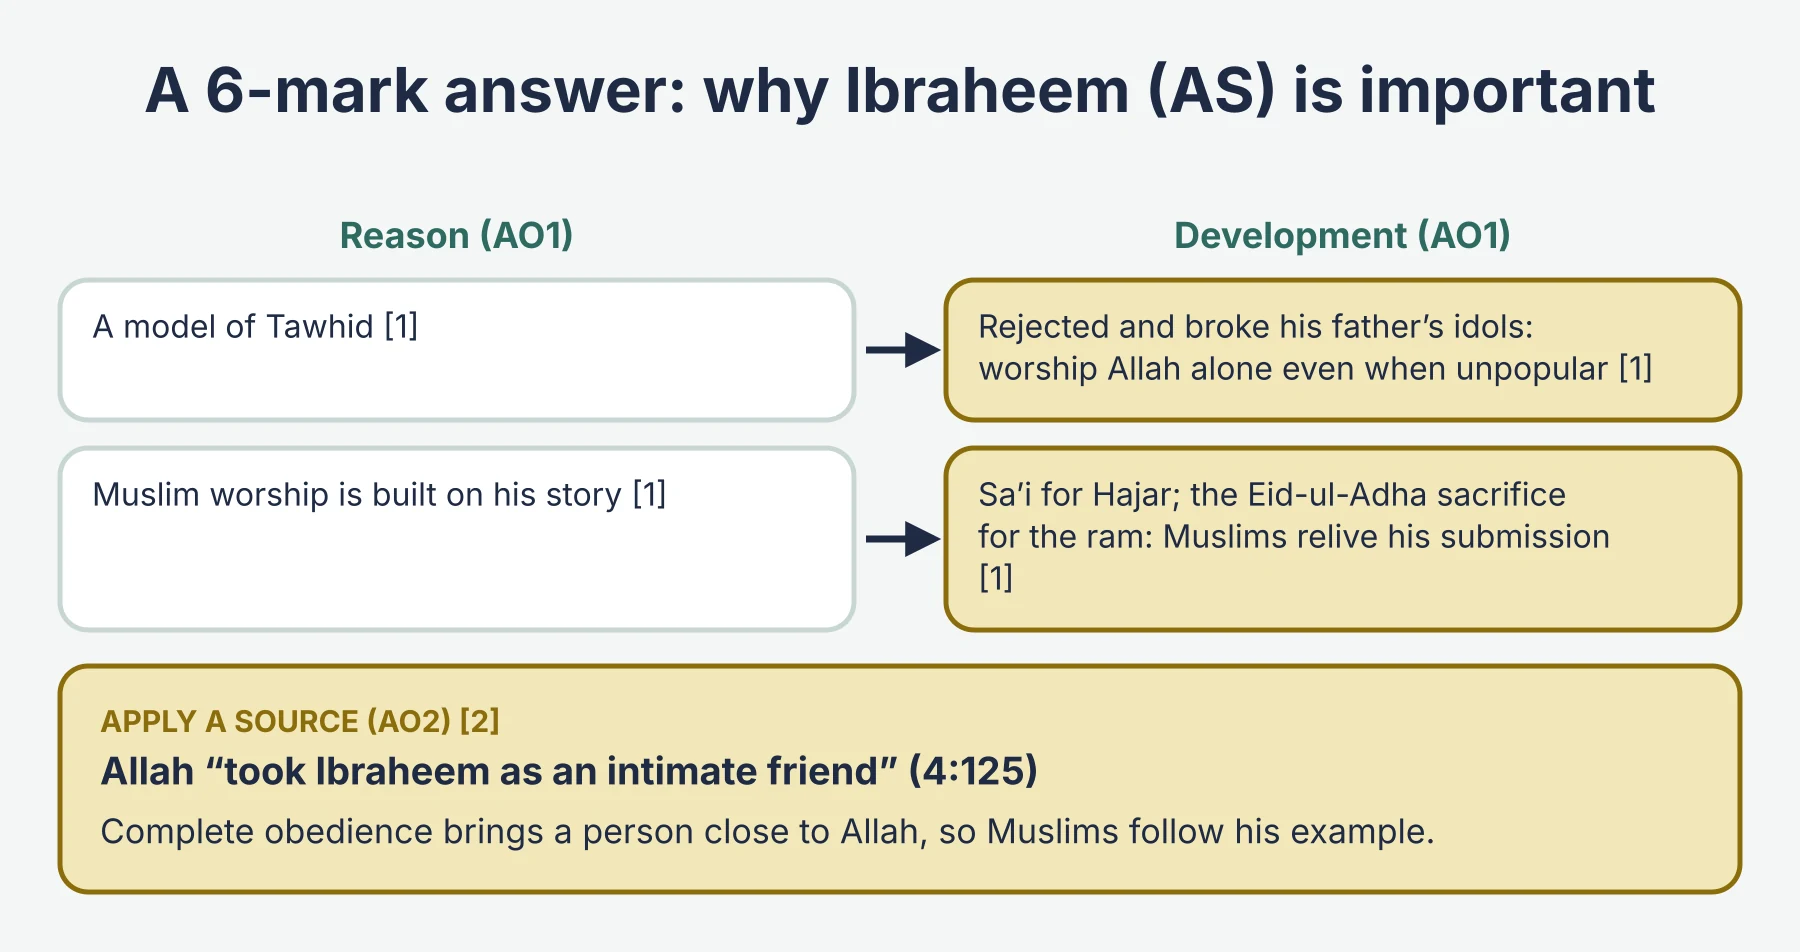 A 6-mark answer: why Ibraheem (AS) is important
Reason (AO1)
Development (AO1)
A model of Tawhid [1]
Rejected and broke his father’s idols:
worship Allah alone even when unpopular [1]
Muslim worship is built on his story [1]
Sa’i for Hajar; the Eid-ul-Adha sacrifice
for the ram: Muslims relive his submission
[1]
APPLY A SOURCE (AO2) [2]
Allah “took Ibraheem as an intimate friend” (4:125)
Complete obedience brings a person close to Allah, so Muslims follow his example.